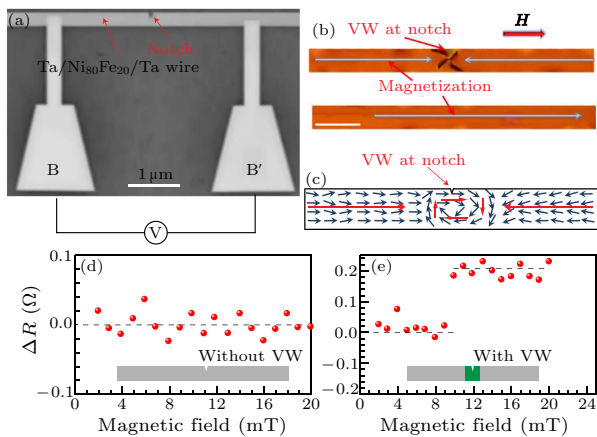 (a)
Notch
Ta/Ni₈₀Fe₂₀/Ta wire
B
B′
1 μm
V
(b)
VW at notch
H
Magnetization
VW at notch
(c)
(d)
0.1
0.0
−0.1
ΔR (Ω)
Without VW
0 4 8 12 16 20
Magnetic field (mT)
(e)
0.2
0.1
0.0
−0.1
−0.2
With VW
0 4 8 12 16 20
Magnetic field (mT)